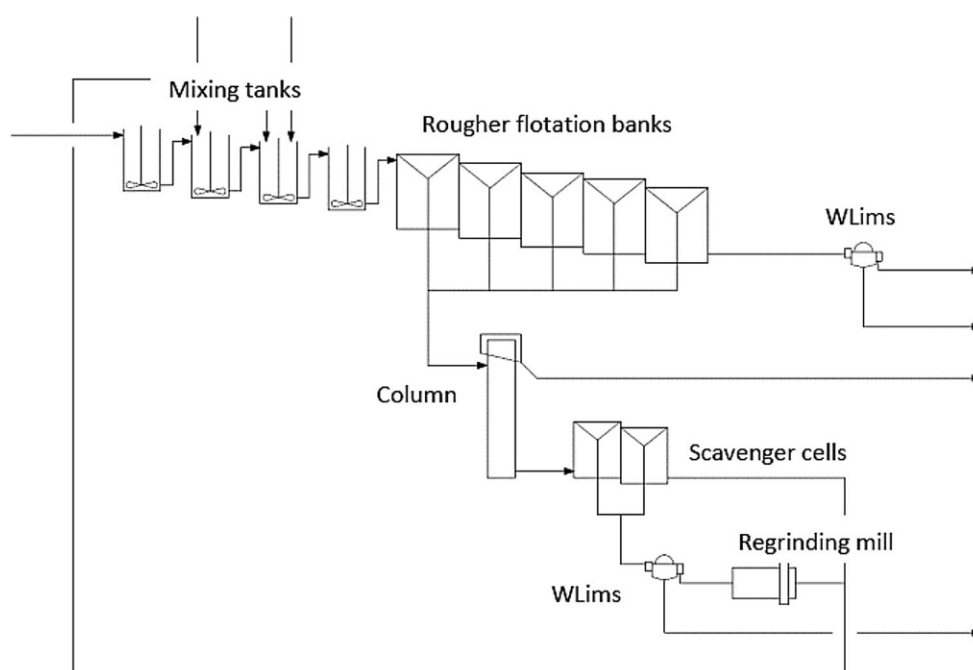 Mixing tanks
Rougher flotation banks
WLims
Column
Scavenger cells
Regrinding mill
WLims